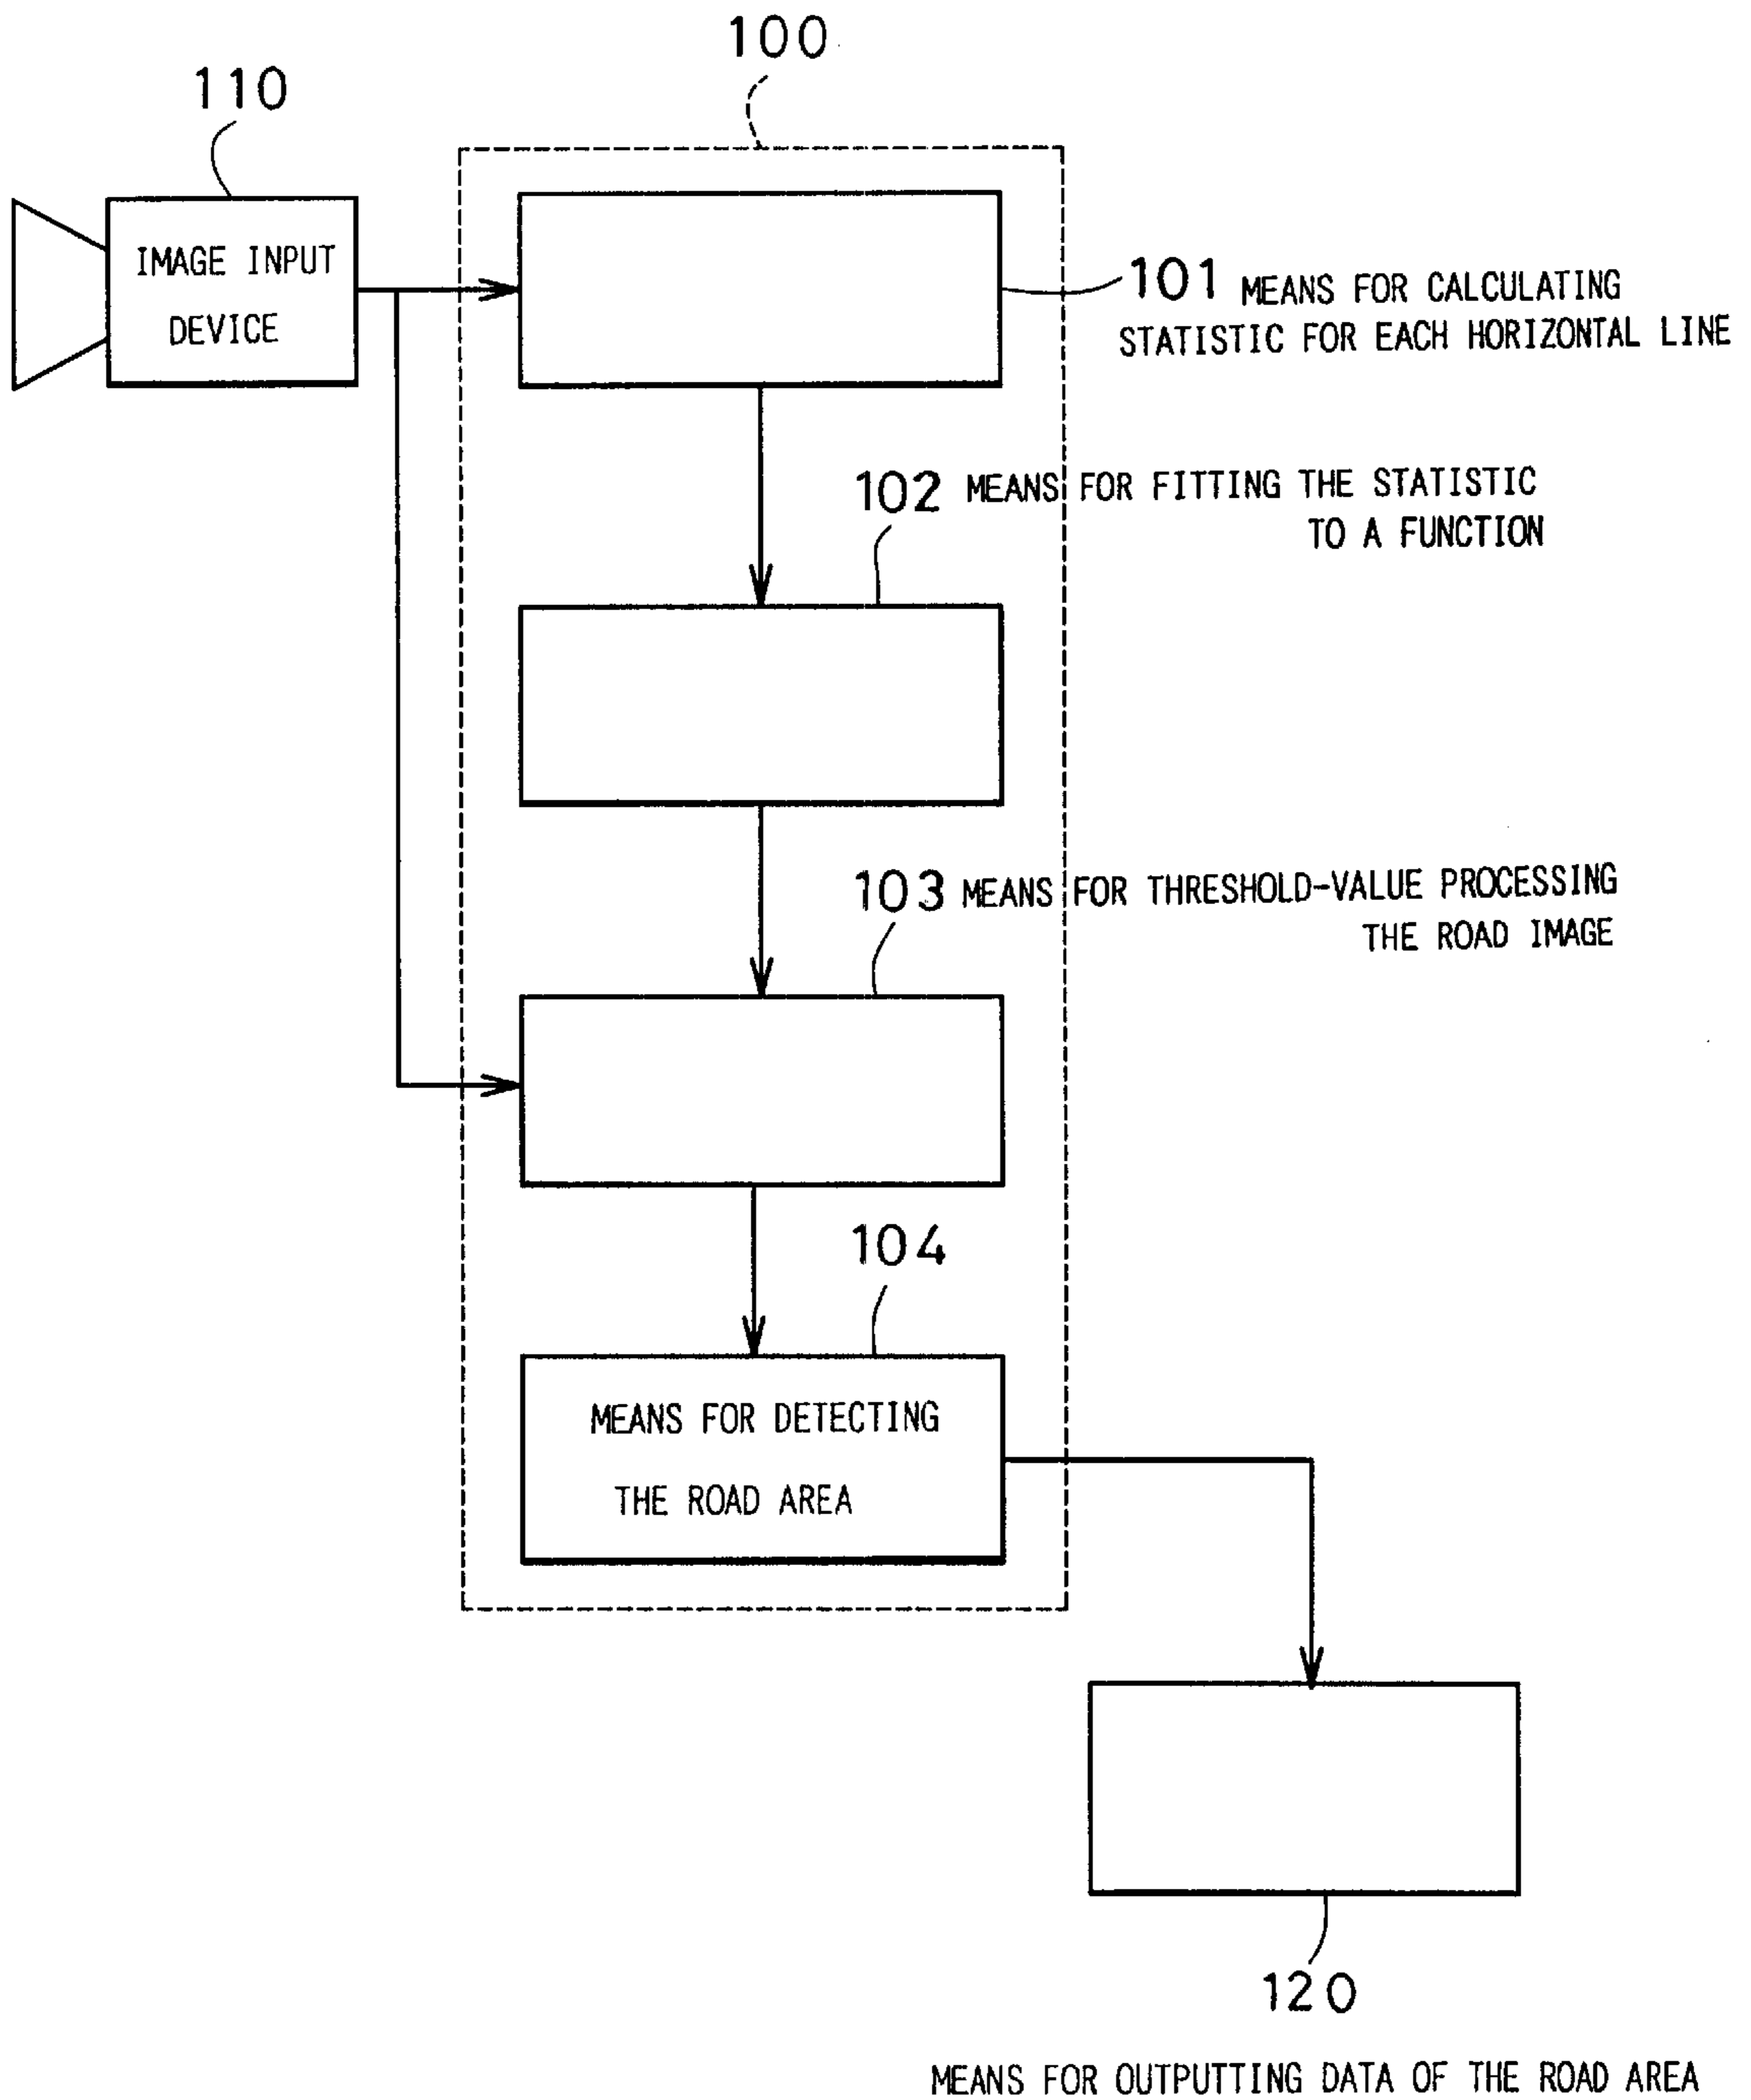 100
110
IMAGE INPUT
DEVICE
101 MEANS FOR CALCULATING
STATISTIC FOR EACH HORIZONTAL LINE
102 MEANS FOR FITTING THE STATISTIC
TO A FUNCTION
103 MEANS FOR THRESHOLD-VALUE PROCESSING
THE ROAD IMAGE
104
MEANS FOR DETECTING
THE ROAD AREA
120
MEANS FOR OUTPUTTING DATA OF THE ROAD AREA